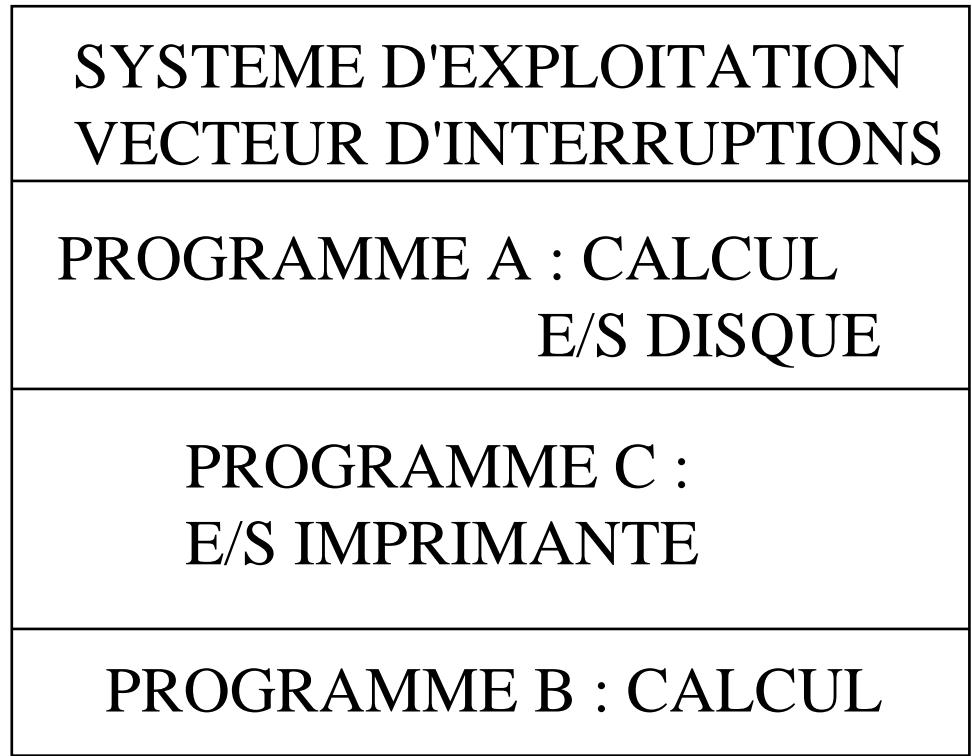 SYSTEME D'EXPLOITATION
VECTEUR D'INTERRUPTIONS
PROGRAMME A : CALCUL
E/S DISQUE
PROGRAMME C :
E/S IMPRIMANTE
PROGRAMME B : CALCUL